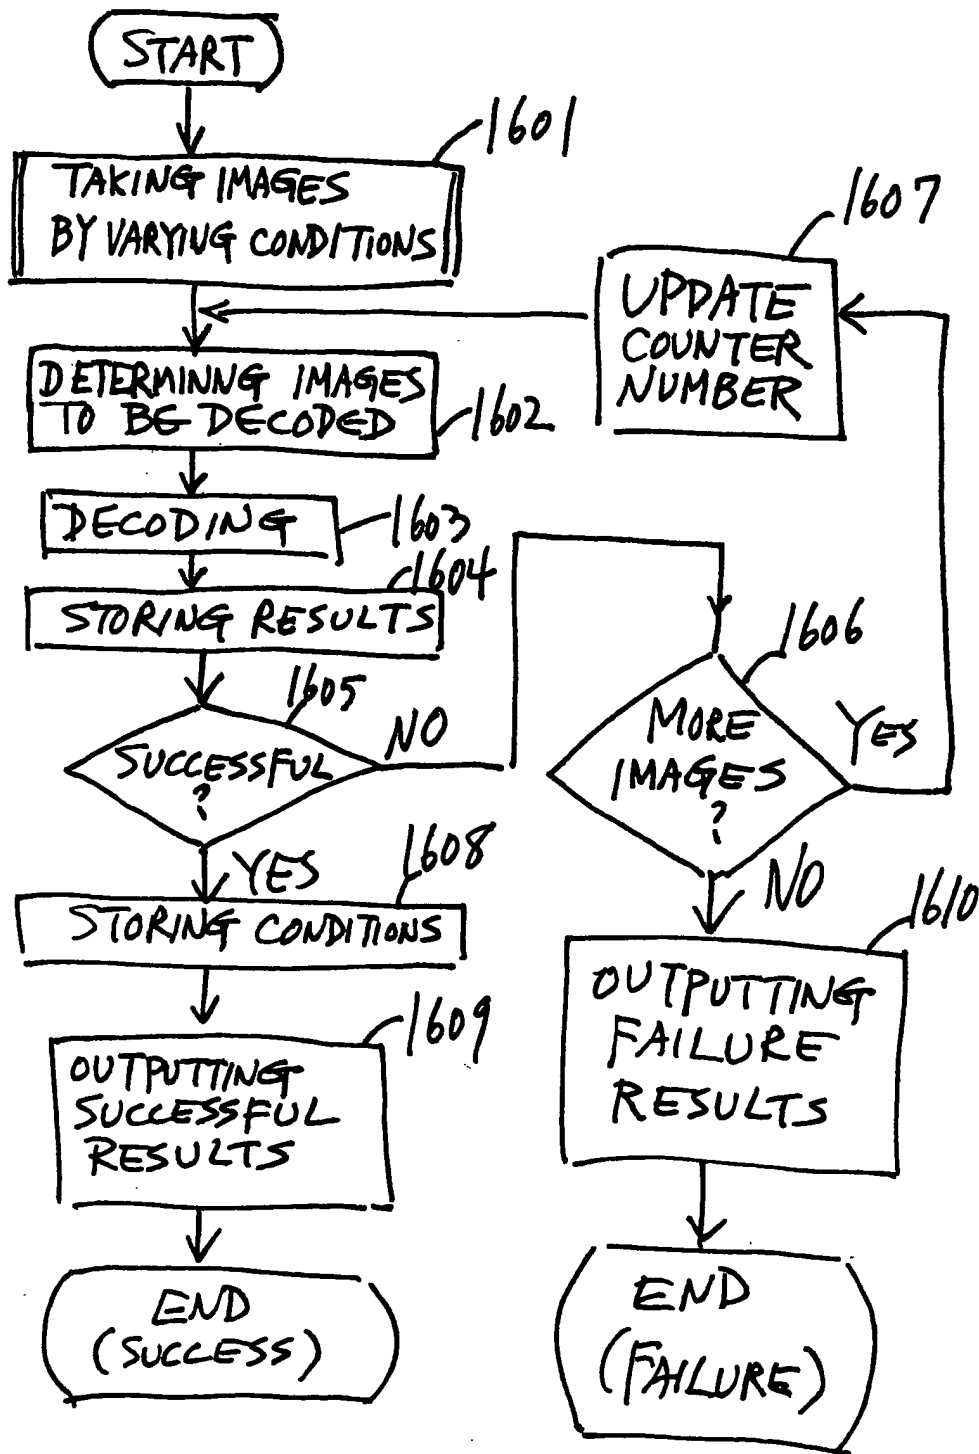 START
1601
TAKING IMAGES
BY VARYING CONDITIONS
1607
UPDATE
COUNTER
NUMBER
DETERMINNG IMAGES
TO BE DECODED
1602
DECODING
1603
1604
STORING RESULTS
1605
SUCCESSFUL
?
NO
1606
MORE
IMAGES
?
YES
YES
1608
STORING CONDITIONS
NO
1610
1609
OUTPUTTING
SUCCESSFUL
RESULTS
OUTPUTTING
FAILURE
RESULTS
END
(SUCCESS)
END
(FAILURE)